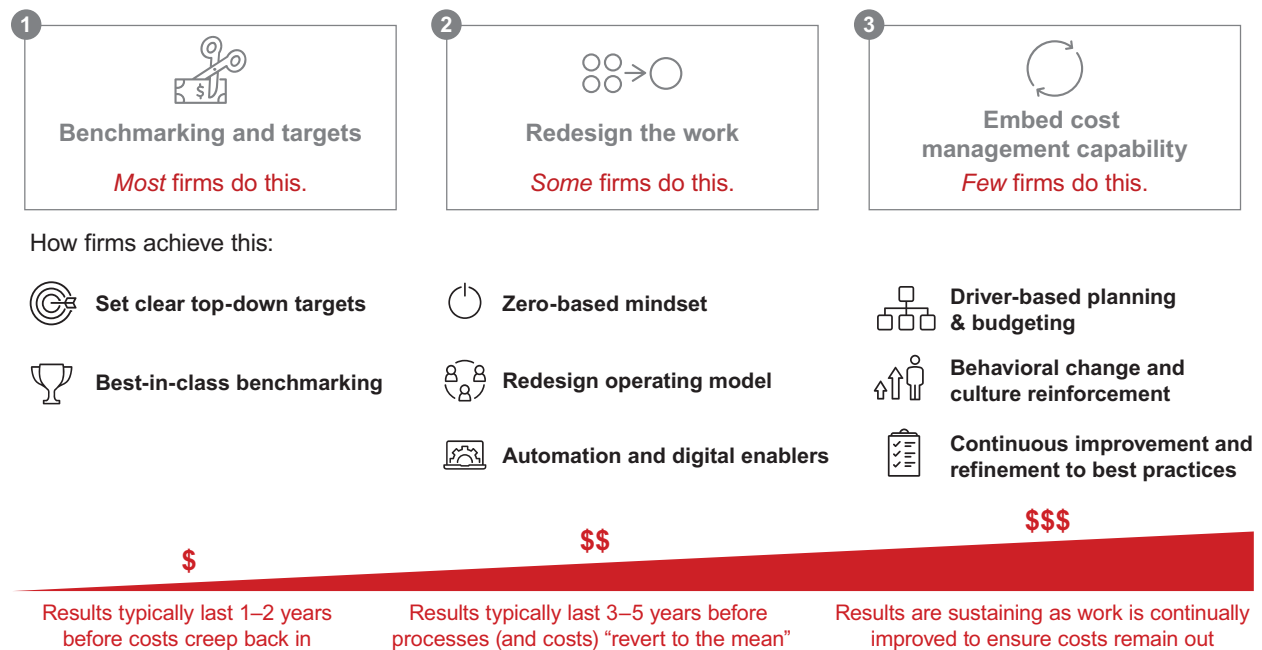 1
Benchmarking and targets
Most firms do this.
2
Redesign the work
Some firms do this.
3
Embed cost
management capability
Few firms do this.
How firms achieve this:
Set clear top-down targets
Best-in-class benchmarking
Zero-based mindset
Redesign operating model
Automation and digital enablers
Driver-based planning
& budgeting
Behavioral change and
culture reinforcement
Continuous improvement and
refinement to best practices
$
$$
$$$
Results typically last 1–2 years
before costs creep back in
Results typically last 3–5 years before
processes (and costs) “revert to the mean”
Results are sustaining as work is continually
improved to ensure costs remain out